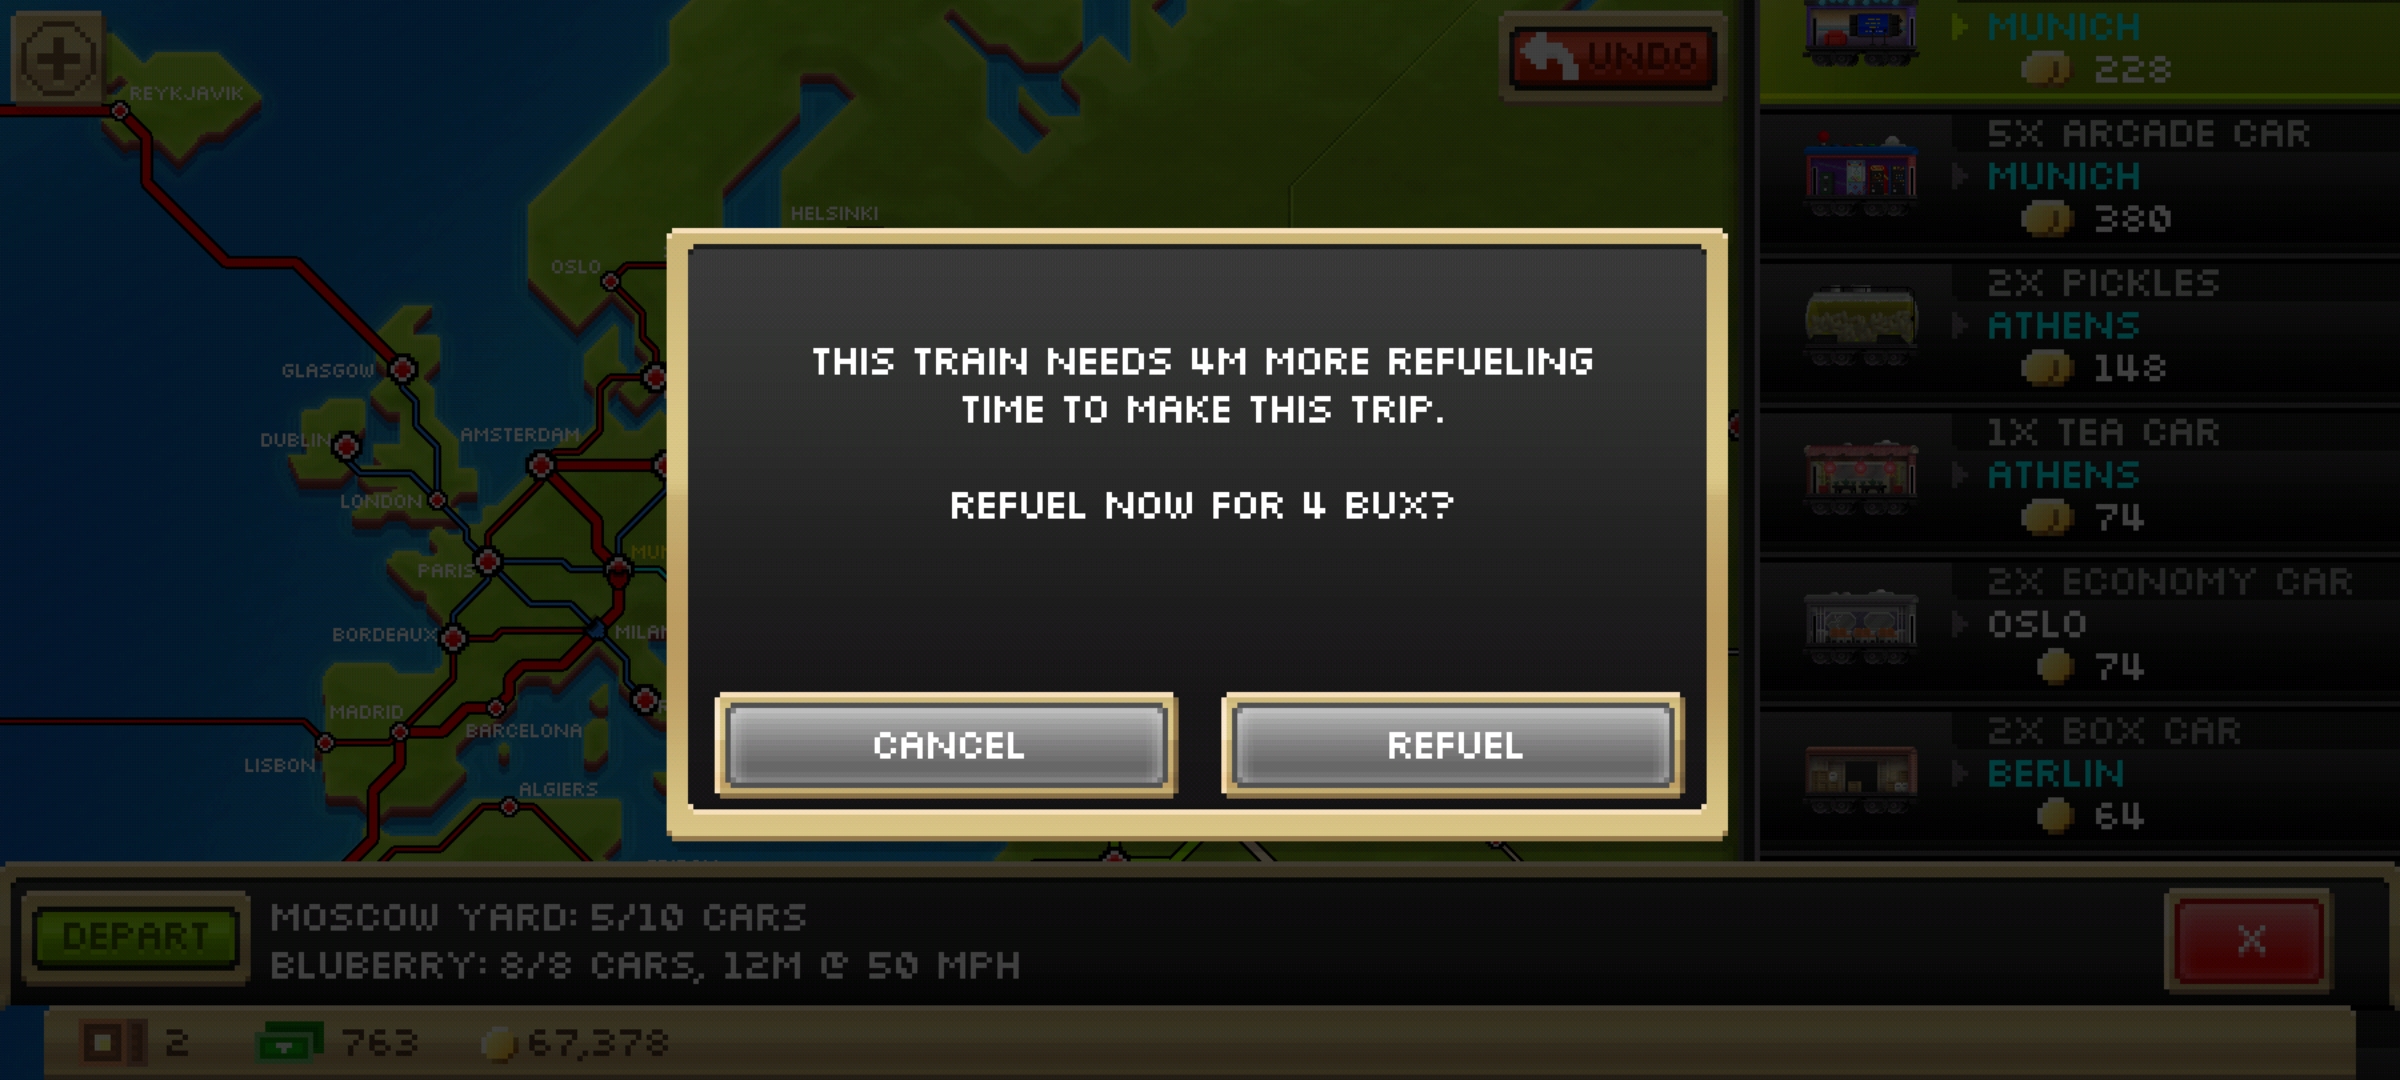 REYKJAVIK
UNDO
MUNICH
228
5X ARCADE CAR
MUNICH
380
HELSINKI
OSLO
2X PICKLES
ATHENS
148
GLASGOW
DUBLIN
AMSTERDAM
LONDON
PARIS
BORDEAUX
MADRID
BARCELONA
LISBON
ALGIERS
THIS TRAIN NEEDS 4M MORE REFUELING
TIME TO MAKE THIS TRIP.
REFUEL NOW FOR 4 BUX?
CANCEL
REFUEL
1X TEA CAR
ATHENS
74
2X ECONOMY CAR
OSLO
74
2X BOX CAR
BERLIN
64
DEPART
MOSCOW YARD: 5/10 CARS
BLUBERRY: 8/8 CARS, 12M @ 50 MPH
X
2
763
67,378